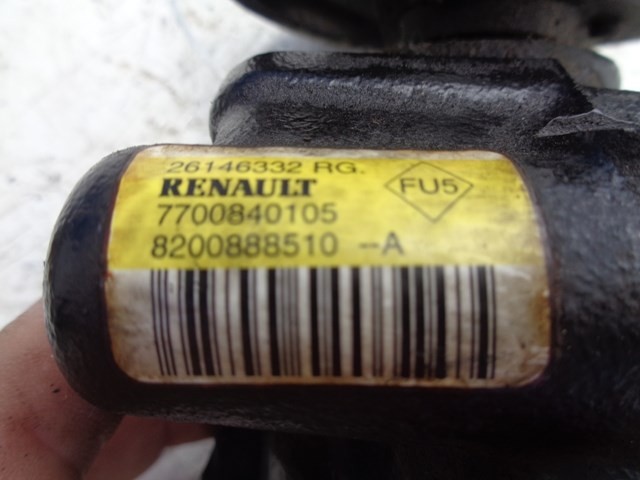 26146332 RG.
RENAULT
FU5
7700840105
8200888510 --A